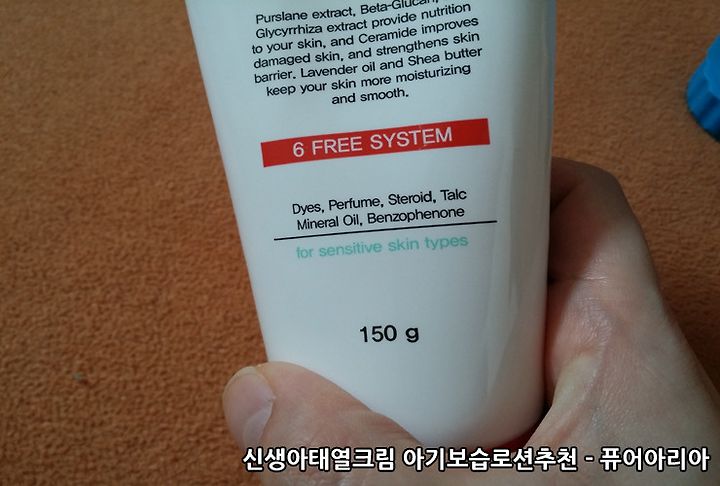 Purslane extract, Beta-Glucan,
Glycyrrhiza extract provide nutrition
to your skin, and Ceramide improves
damaged skin, and strengthens skin
barrier. Lavender oil and Shea butter
keep your skin more moisturizing
and smooth.
6 FREE SYSTEM
Dyes, Perfume, Steroid, Talc
Mineral Oil, Benzophenone
for sensitive skin types
150 g
신생아태열크림 아기보습로션추천 - 퓨어아리아